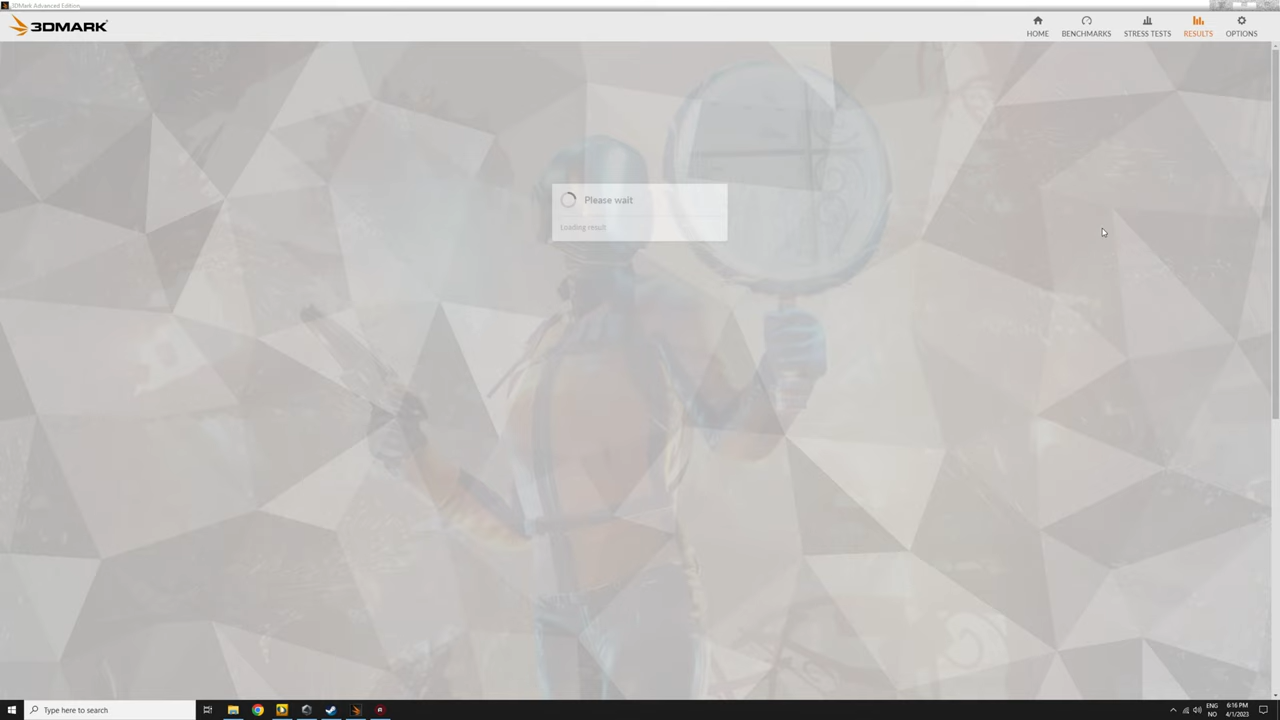 3DMark Advanced Edition
3DMARK
HOME
BENCHMARKS
STRESS TESTS
RESULTS
OPTIONS
Please wait
Loading result
Type here to search
ENG
NO
6:16 PM
4/1/2023